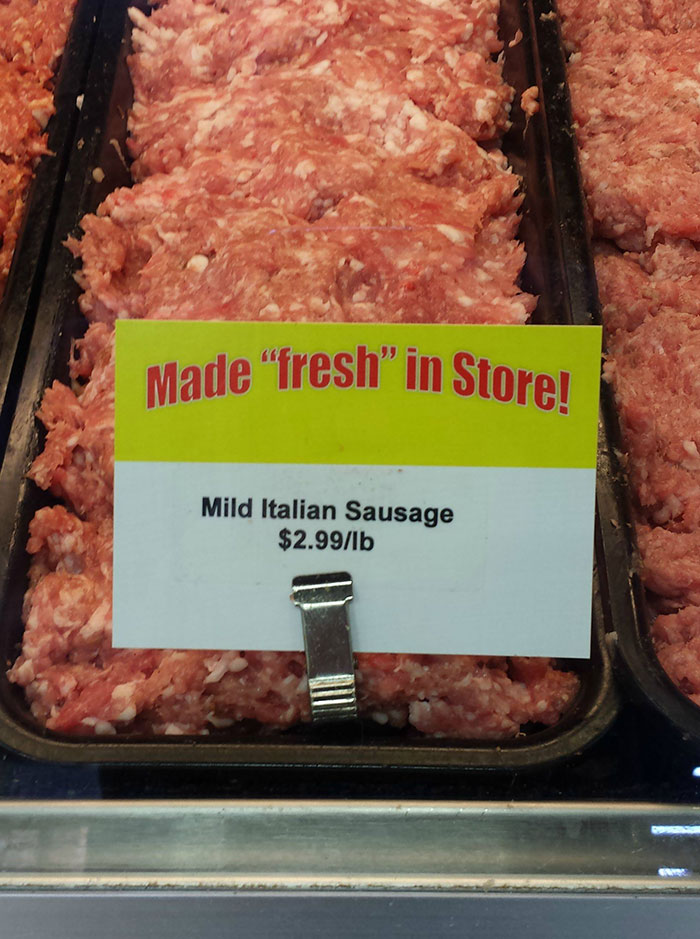 Made “fresh” in Store!
Mild Italian Sausage
$2.99/lb